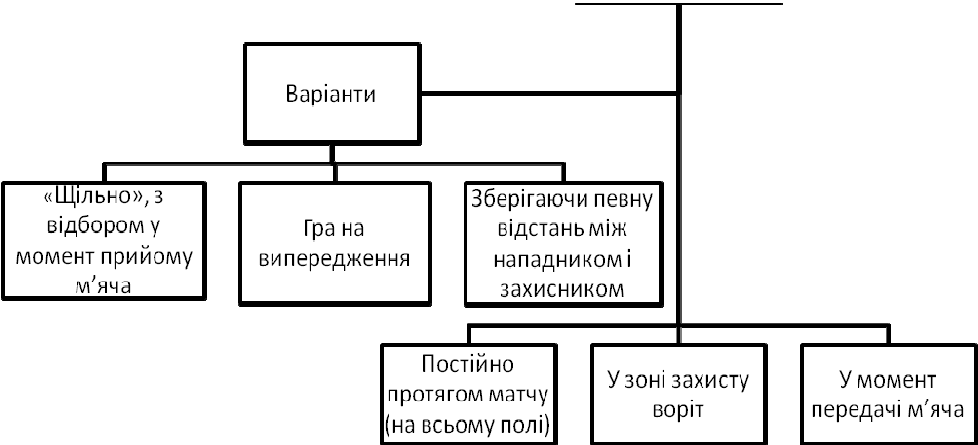 Варіанти
«Щільно», з
відбором у
момент прийому
м’яча
Гра на
випередження
Зберігаючи певну
відстань між
нападником і
захисником
Постійно
протягом матчу
(на всьому полі)
У зоні захисту
воріт
У момент
передачі м’яча